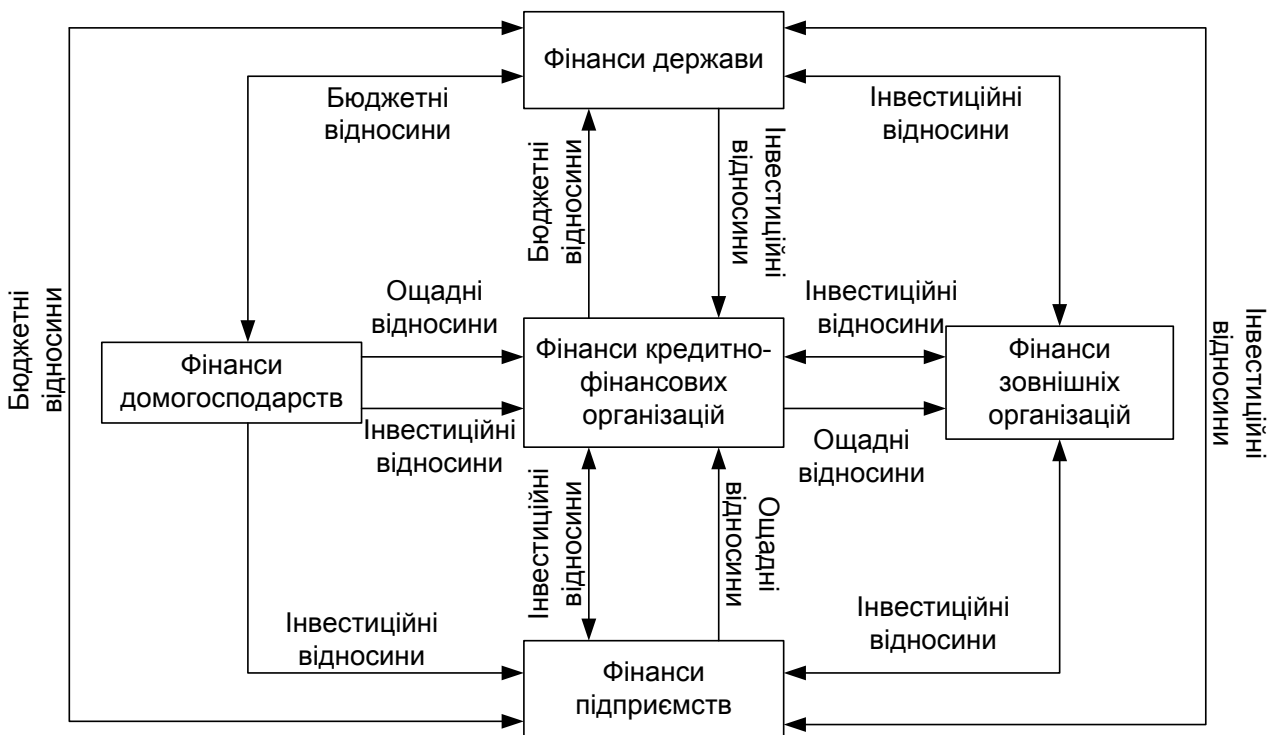 Фінанси держави
Бюджетні
відносини
Інвестиційні
відносини
Бюджетні
відносини
Інвестиційні
відносини
Бюджетні
відносини
Ощадні
відносини
Інвестиційні
відносини
Інвестиційні
відносини
Фінанси
домогосподарств
Фінанси кредитно-
фінансових
організацій
Фінанси
зовнішніх
організацій
Інвестиційні
відносини
Ощадні
відносини
Інвестиційні
відносини
Ощадні
відносини
Інвестиційні
відносини
Інвестиційні
відносини
Фінанси
підприємств